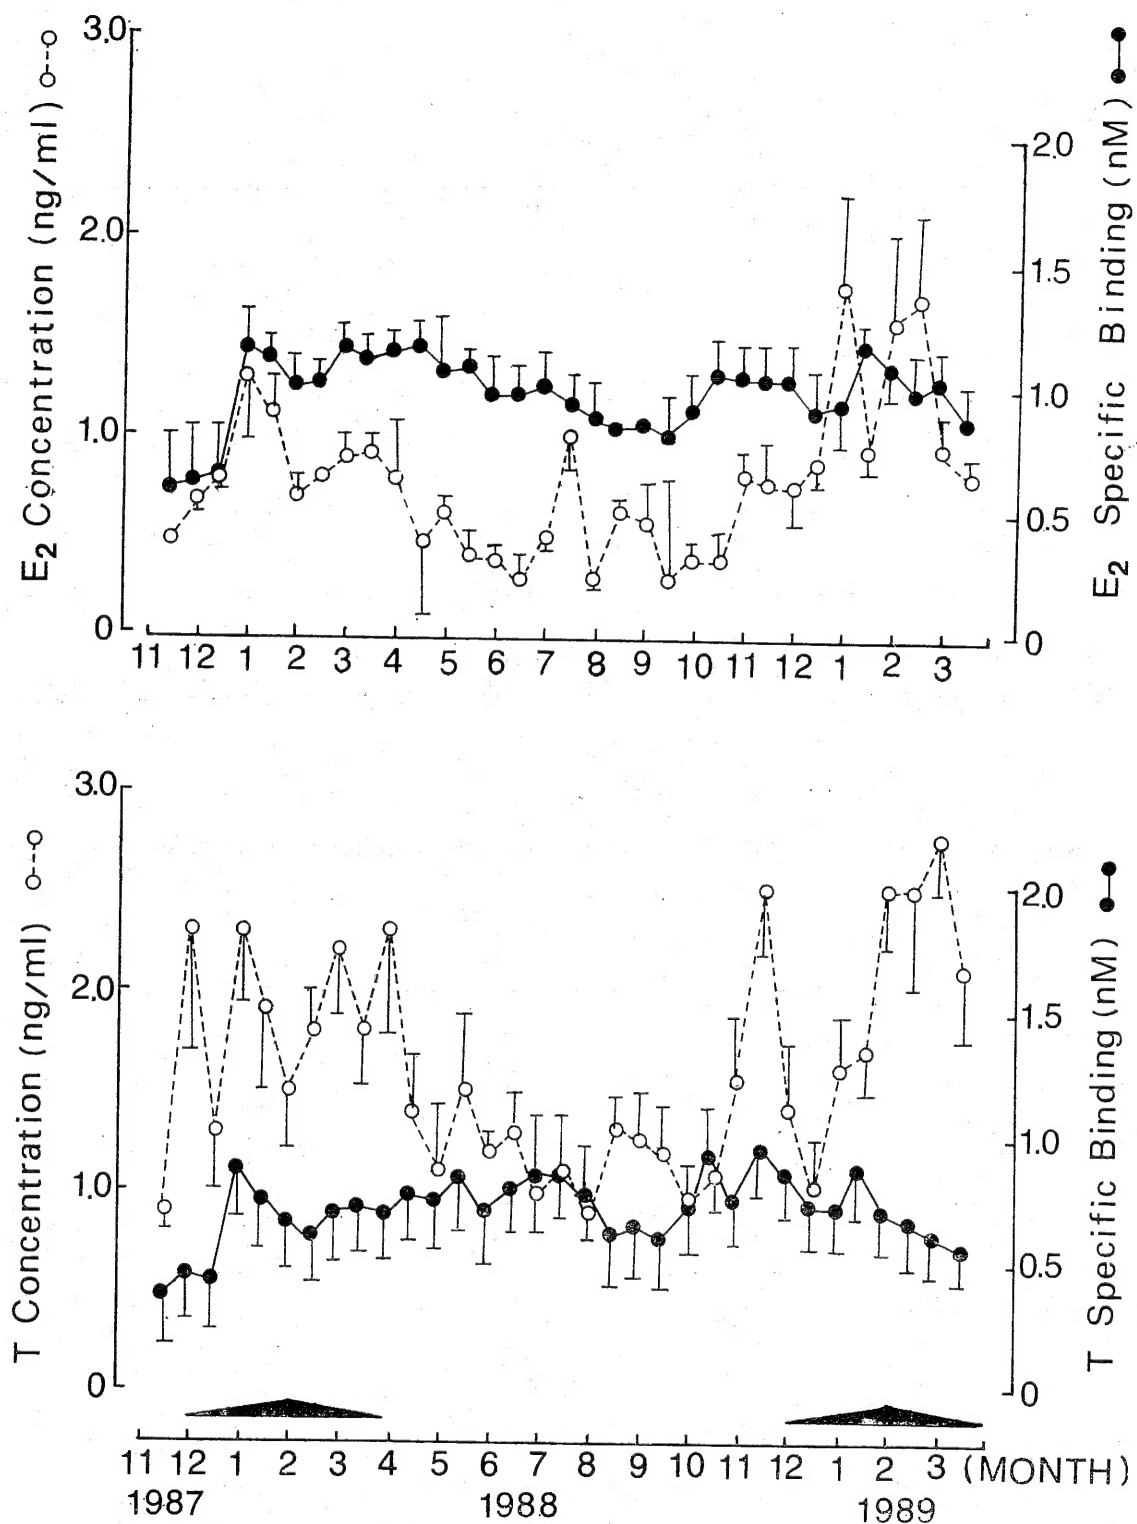 E2 Concentration (ng/ml)
3.0
2.0
1.0
0
E2 Specific Binding (nM)
2.0
1.5
1.0
0.5
0
11 12 1 2 3 4 5 6 7 8 9 10 11 12 1 2 3
T Concentration (ng/ml)
3.0
2.0
1.0
0
T Specific Binding (nM)
2.0
1.5
1.0
0.5
0
11 12 1 2 3 4 5 6 7 8 9 10 11 12 1 2 3 (MONTH)
1987 1988 1989